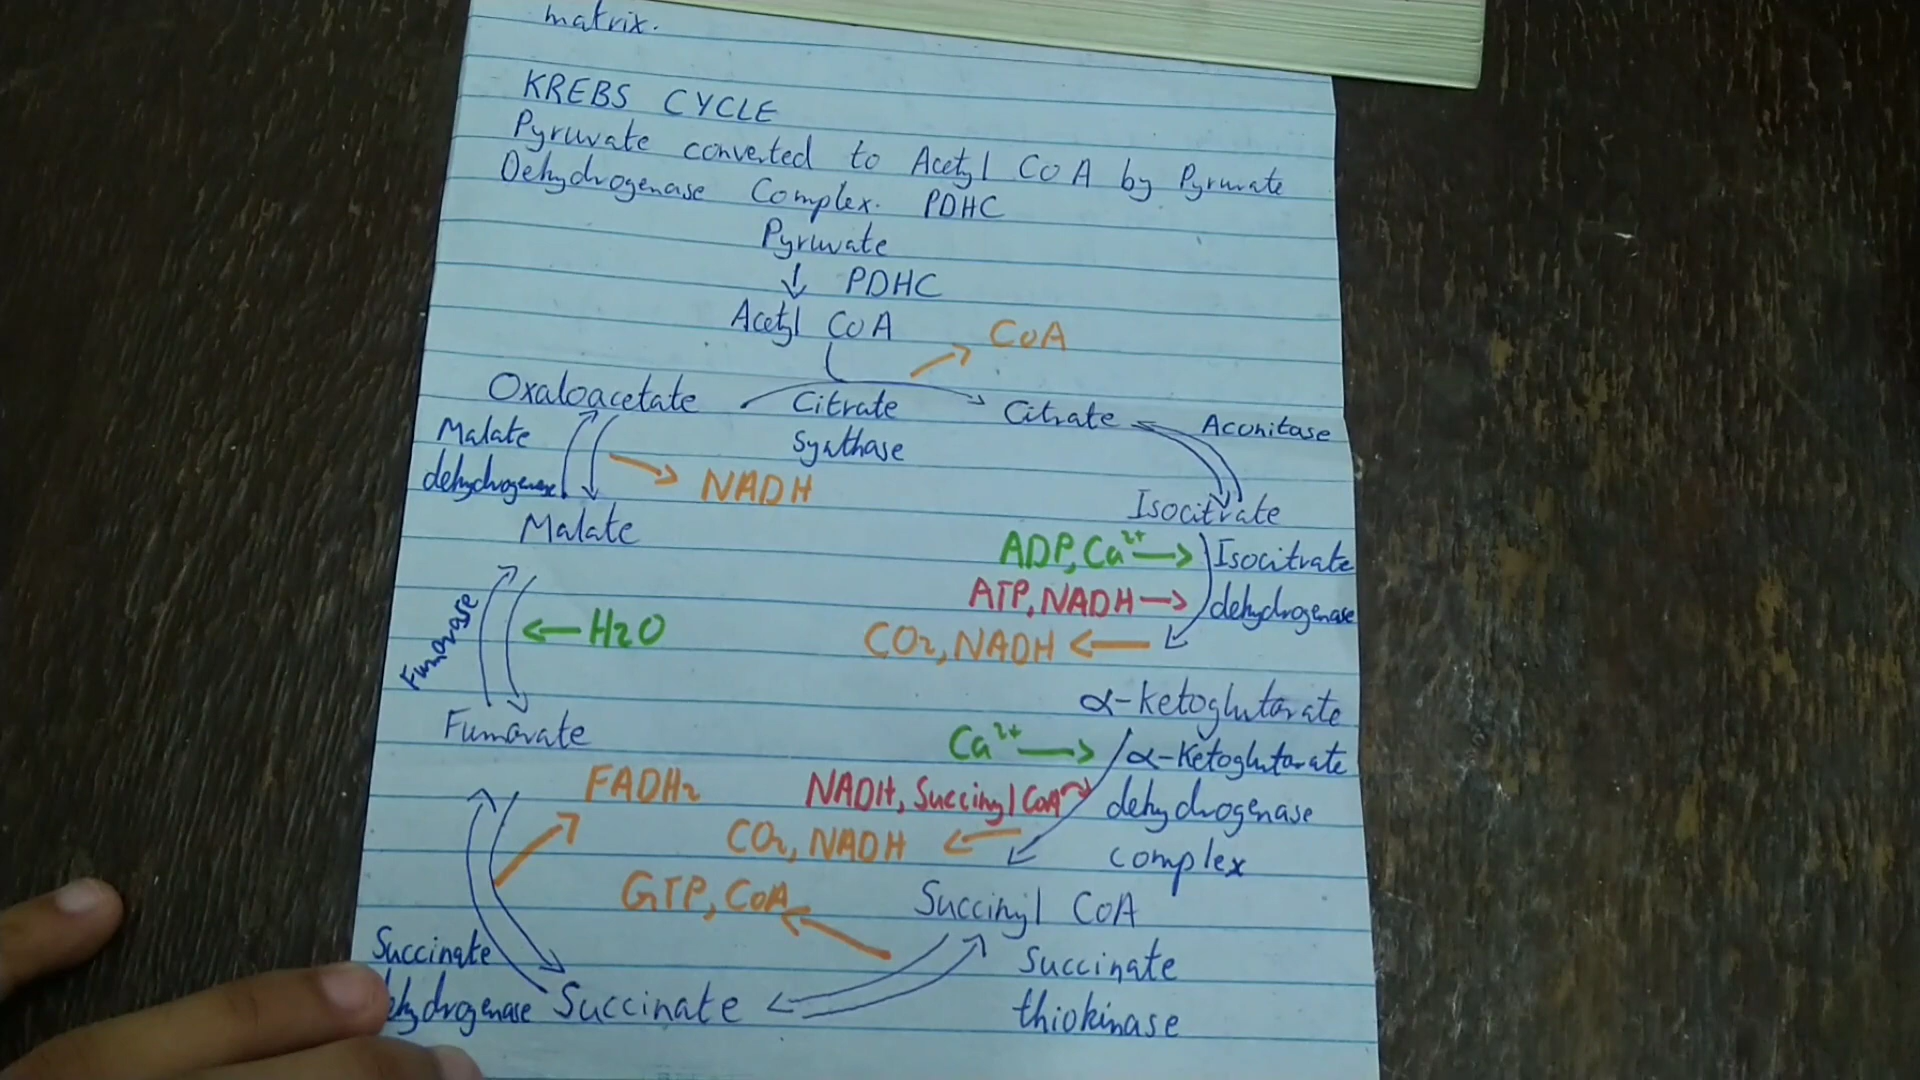 matrix.
KREBS CYCLE
Pyruvate converted to Acetyl CoA by Pyruvate
Dehydrogenase Complex. PDHC
Pyruvate
↓ PDHC
Acetyl CoA
CoA
Oxaloacetate
Citrate
synthase
Citrate
Aconitase
Malate
dehydrogenase
NADH
Malate
Isocitrate
ADP, Ca²⁺
Isocitrate
dehydrogenase
ATP, NADH
CO₂, NADH
Fumarase
H2O
Fumarate
α-ketoglutarate
Ca²⁺
α-Ketoglutarate
dehydrogenase
complex
NADH, Succinyl CoA
CO₂, NADH
FADH₂
GTP, CoA
Succinyl CoA
Succinate
thiokinase
Succinate
dehydrogenase
Succinate